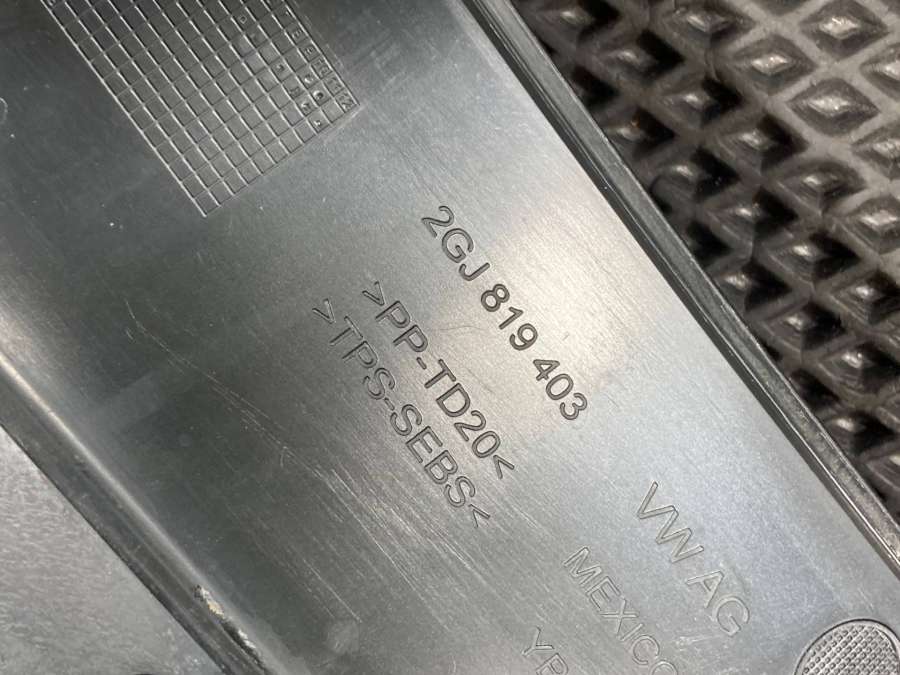 2GJ 819 403
>PP-TD20<
>TPS-SEBS<
VW AG
MEXICO